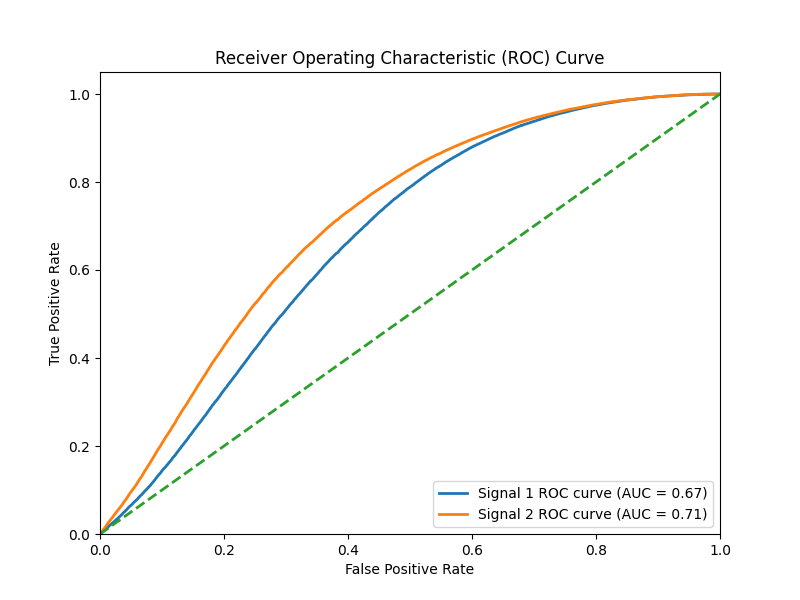 Receiver Operating Characteristic (ROC) Curve
True Positive Rate
1.0
0.8
0.6
0.4
0.2
0.0
Signal 1 ROC curve (AUC = 0.67)
Signal 2 ROC curve (AUC = 0.71)
0.0 0.2 0.4 0.6 0.8 1.0
False Positive Rate